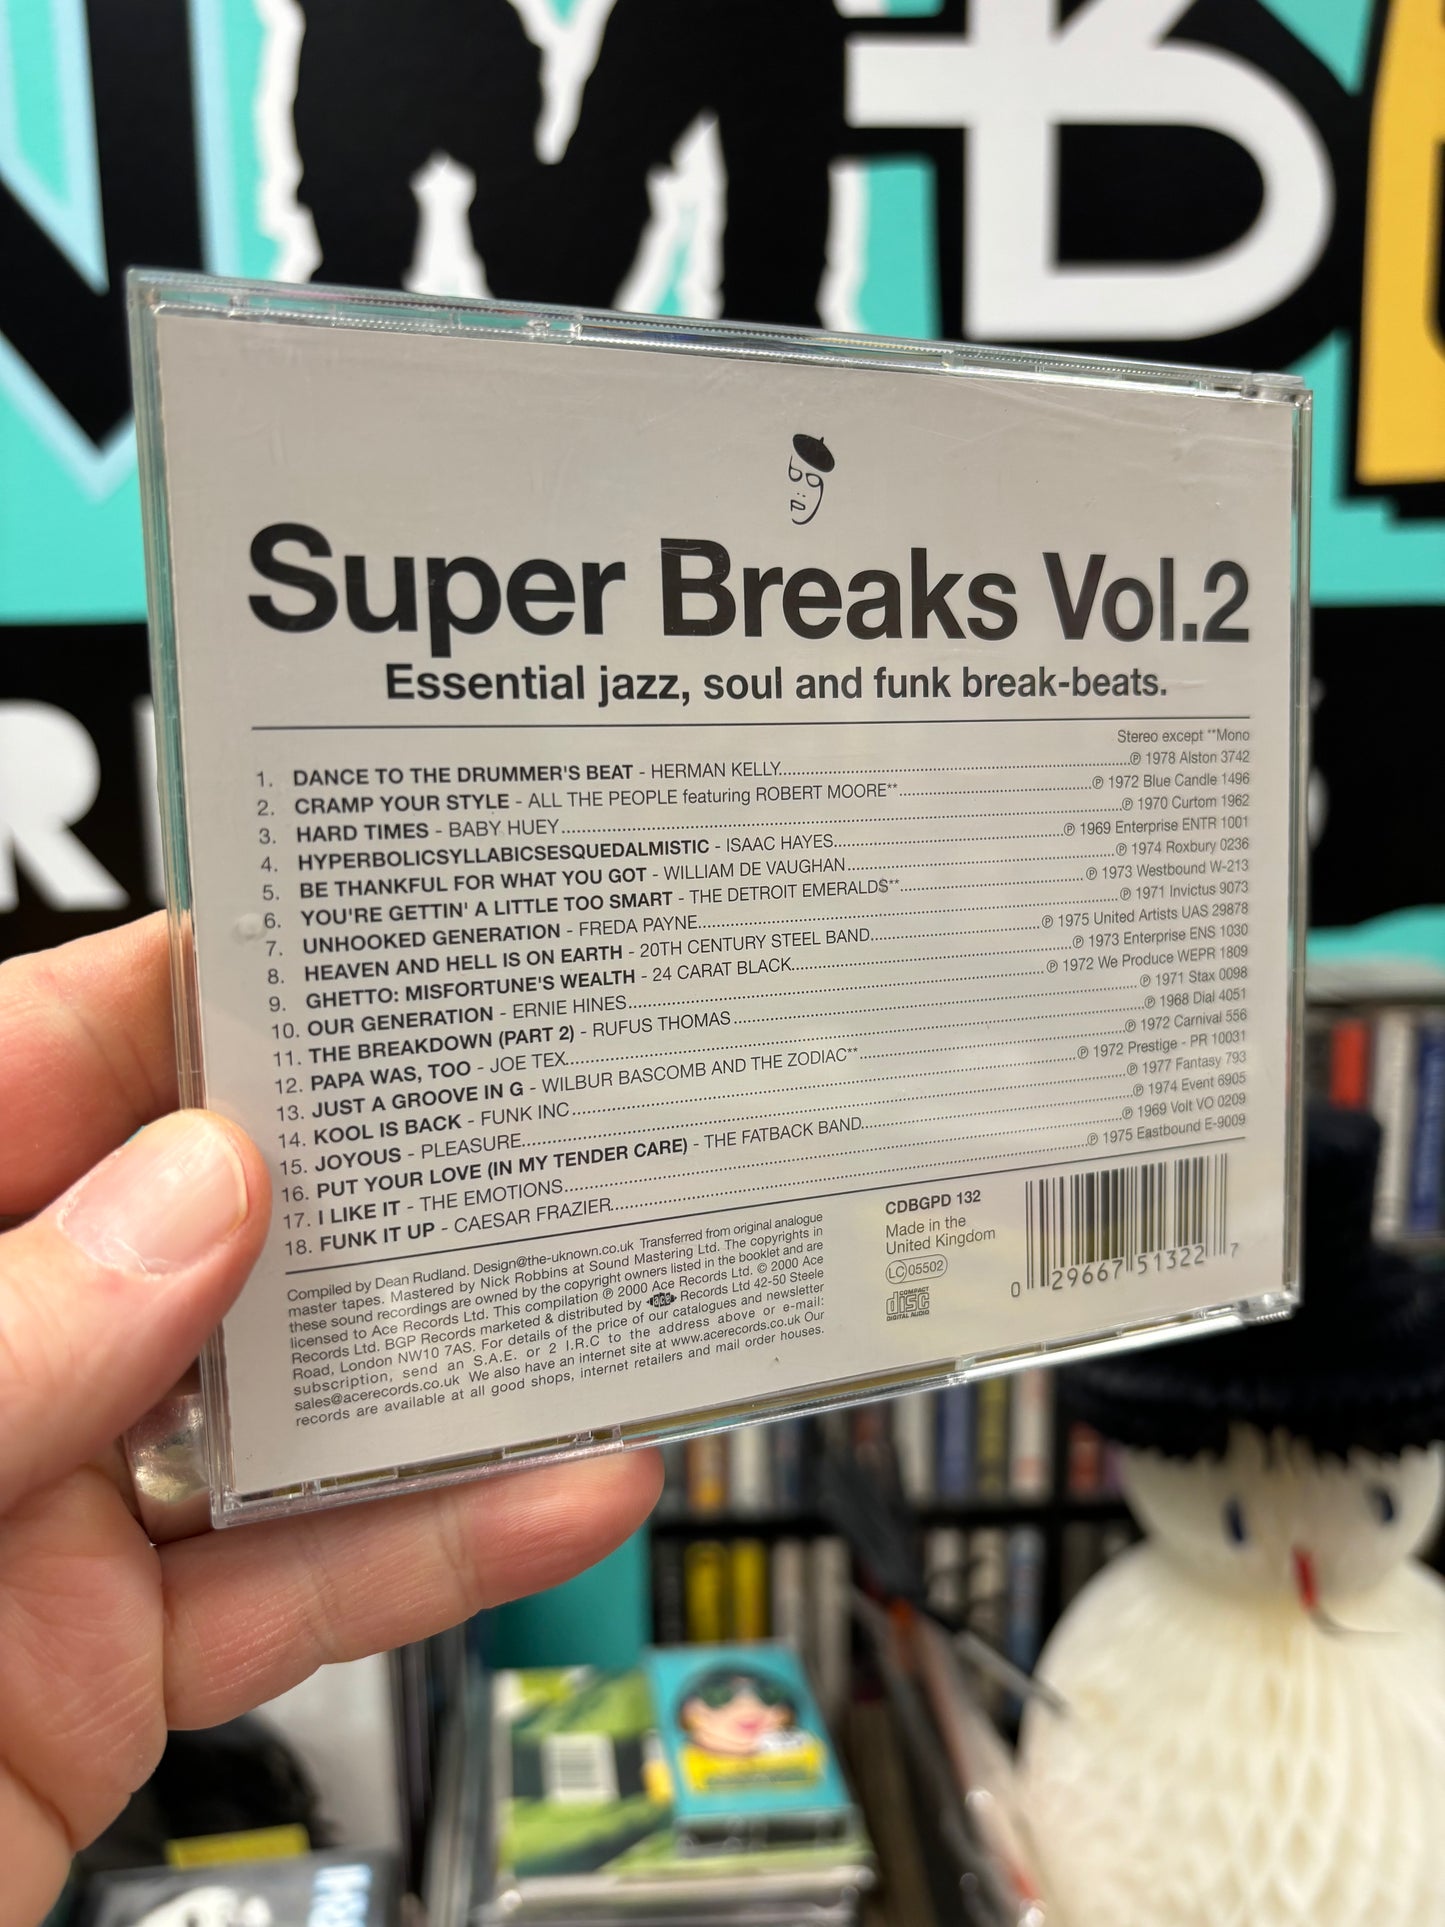 Super Breaks Vol.2
Essential jazz, soul and funk break-beats.
Stereo except **Mono
1. DANCE TO THE DRUMMER'S BEAT - HERMAN KELLY ℗ 1978 Alston 3742
2. CRAMP YOUR STYLE - ALL THE PEOPLE featuring ROBERT MOORE** ℗ 1972 Blue Candle 1496
3. HARD TIMES - BABY HUEY ℗ 1970 Curtom 1962
4. HYPERBOLICSYLLABICSESQUEDALMISTIC - ISAAC HAYES ℗ 1969 Enterprise ENTR 1001
5. BE THANKFUL FOR WHAT YOU GOT - WILLIAM DE VAUGHAN ℗ 1974 Roxbury 0236
6. YOU'RE GETTIN' A LITTLE TOO SMART - THE DETROIT EMERALD$** ℗ 1973 Westbound W-213
7. UNHOOKED GENERATION - FREDA PAYNE ℗ 1971 Invictus 9073
8. HEAVEN AND HELL IS ON EARTH - 20TH CENTURY STEEL BAND ℗ 1975 United Artists UAS 29878
9. GHETTO: MISFORTUNE'S WEALTH - 24 CARAT BLACK ℗ 1973 Enterprise ENS 1030
10. OUR GENERATION - ERNIE HINES ℗ 1972 We Produce WEPR 1809
11. THE BREAKDOWN (PART 2) - RUFUS THOMAS ℗ 1971 Stax 0098
12. PAPA WAS, TOO - JOE TEX ℗ 1968 Dial 4051
13. JUST A GROOVE IN G - WILBUR BASCOMB AND THE ZODIAC** ℗ 1972 Carnival 556
14. KOOL IS BACK - FUNK INC ℗ 1972 Prestige - PR 10031
15. JOYOUS - PLEASURE ℗ 1977 Fantasy 793
16. PUT YOUR LOVE (IN MY TENDER CARE) - THE FATBACK BAND ℗ 1974 Event 6905
17. I LIKE IT - THE EMOTIONS ℗ 1969 Volt VO 0209
18. FUNK IT UP - CAESAR FRAZIER ℗ 1975 Eastbound E-9009
Compiled by Dean Rudland. Design@the-uknown.co.uk Transferred from original analogue
master tapes. Mastered by Nick Robbins at Sound Mastering Ltd. The copyrights in
these sound recordings are owned by the copyright owners listed in the booklet and are
licensed to Ace Records Ltd. This compilation ℗ 2000 Ace Records Ltd. © 2000 Ace
Records Ltd. BGP Records marketed & distributed by ace Records Ltd 42-50 Steele
Road, London NW10 7AS. For details of the price of our catalogues and newsletter
subscription, send an S.A.E. or 2 I.R.C to the address above or e-mail:
sales@acerecords.co.uk We also have an internet site at www.acerecords.co.uk Our
records are available at all good shops, internet retailers and mail order houses.
CDBGPD 132
Made in the
United Kingdom
LC 05502
COMPACT
disc
DIGITAL AUDIO
0 29667 51322 7